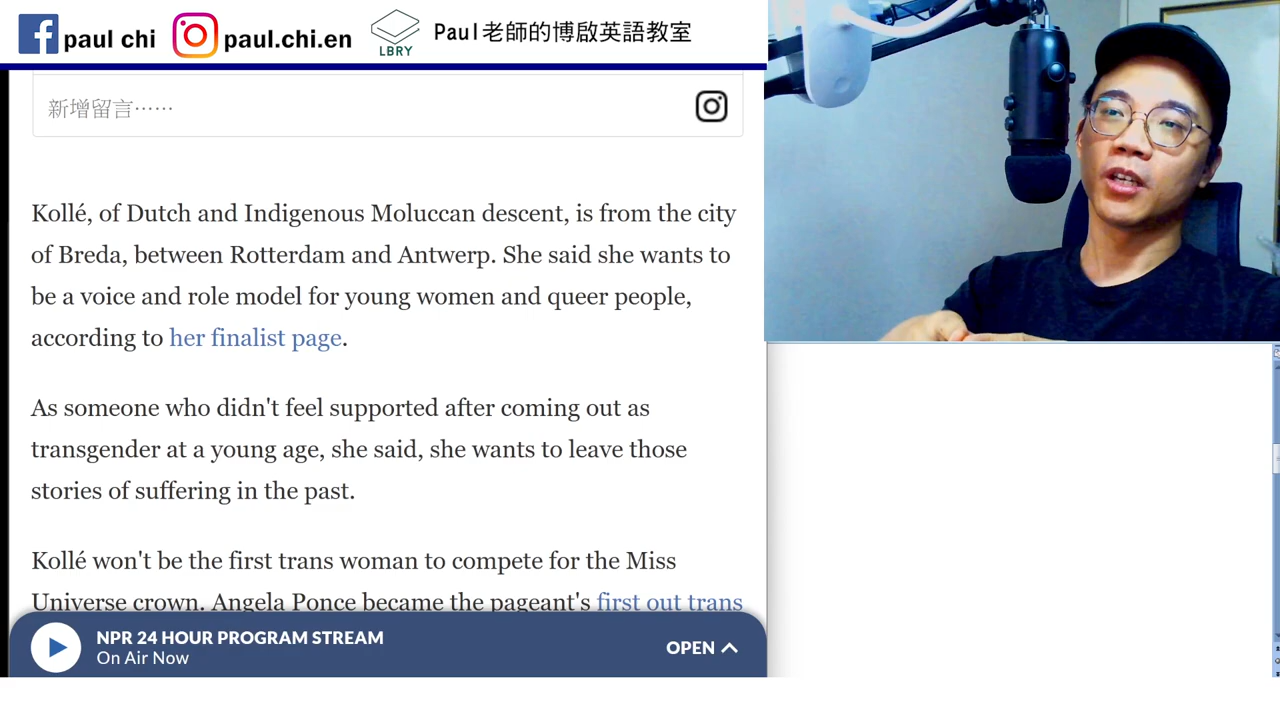 paul chi
paul.chi.en
LBRY
Paul老師的博啟英語教室
新增留言……
Kollé, of Dutch and Indigenous Moluccan descent, is from the city
of Breda, between Rotterdam and Antwerp. She said she wants to
be a voice and role model for young women and queer people,
according to her finalist page.
As someone who didn't feel supported after coming out as
transgender at a young age, she said, she wants to leave those
stories of suffering in the past.
Kollé won't be the first trans woman to compete for the Miss
Universe crown. Angela Ponce became the pageant's first out trans
NPR 24 HOUR PROGRAM STREAM
On Air Now
OPEN